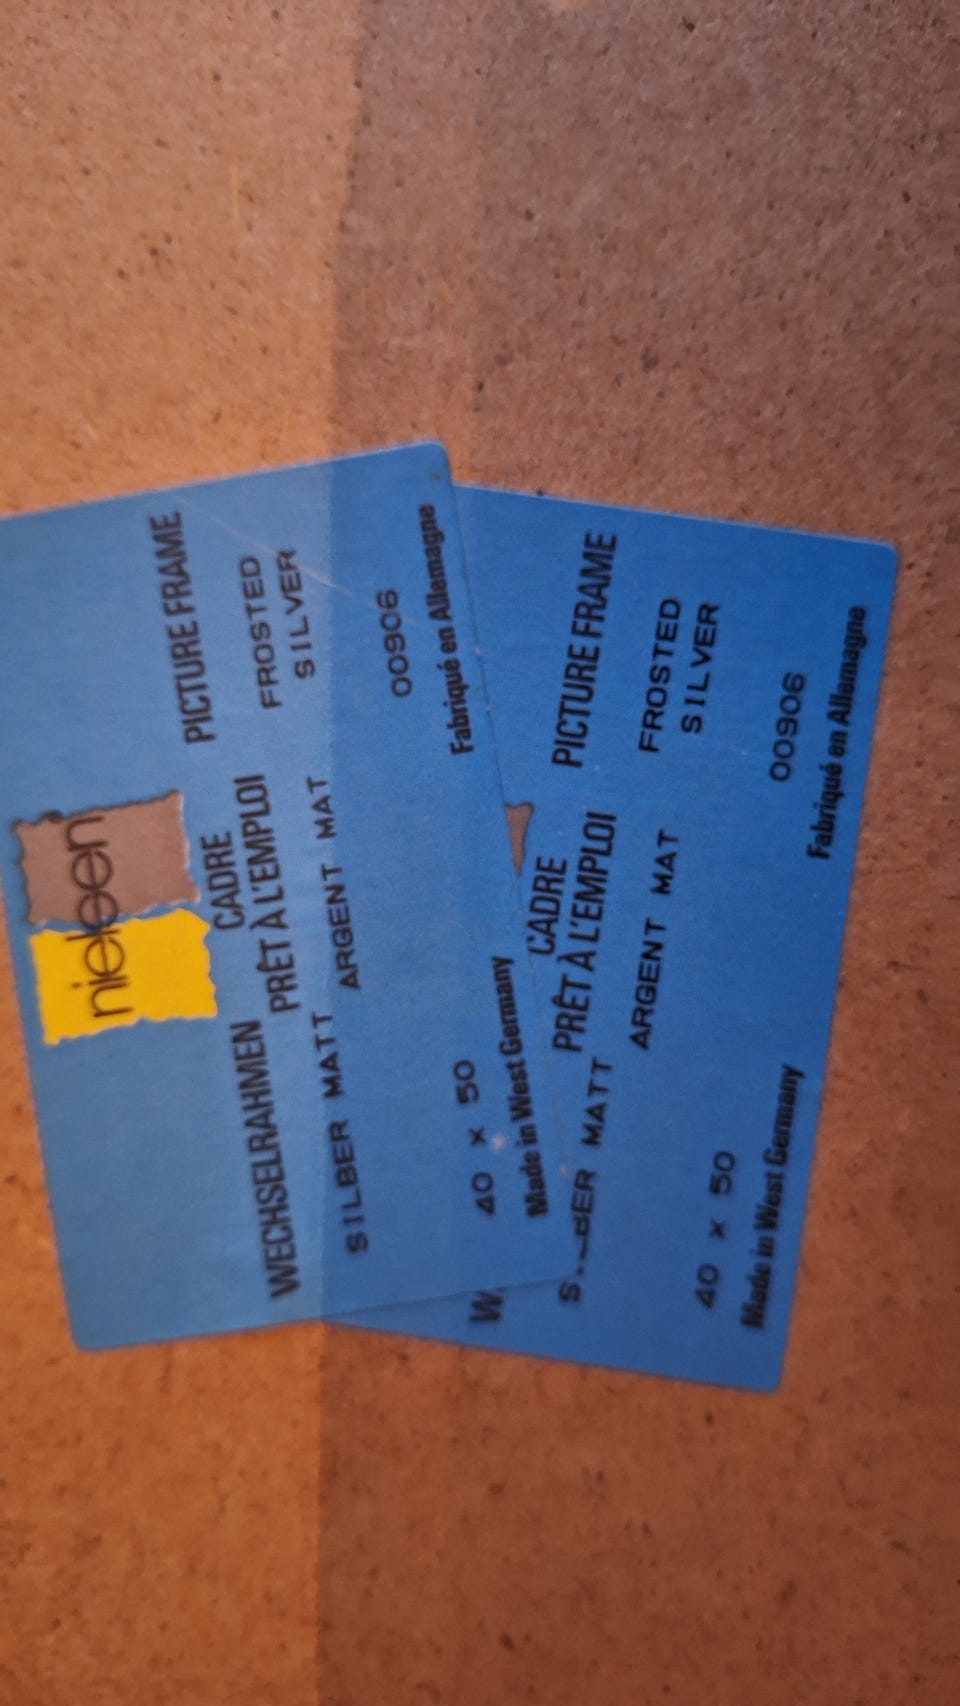 nielsen
WECHSELRAHMEN CADRE PRÊT À L'EMPLOI PICTURE FRAME
SILBER MATT ARGENT MAT FROSTED SILVER
40 x 50 00906
Made in West Germany Fabriqué en Allemagne
W CADRE PRÊT À L'EMPLOI PICTURE FRAME
MATT ARGENT MAT FROSTED SILVER
40 x 50 00906
Made in West Germany Fabriqué en Allemagne